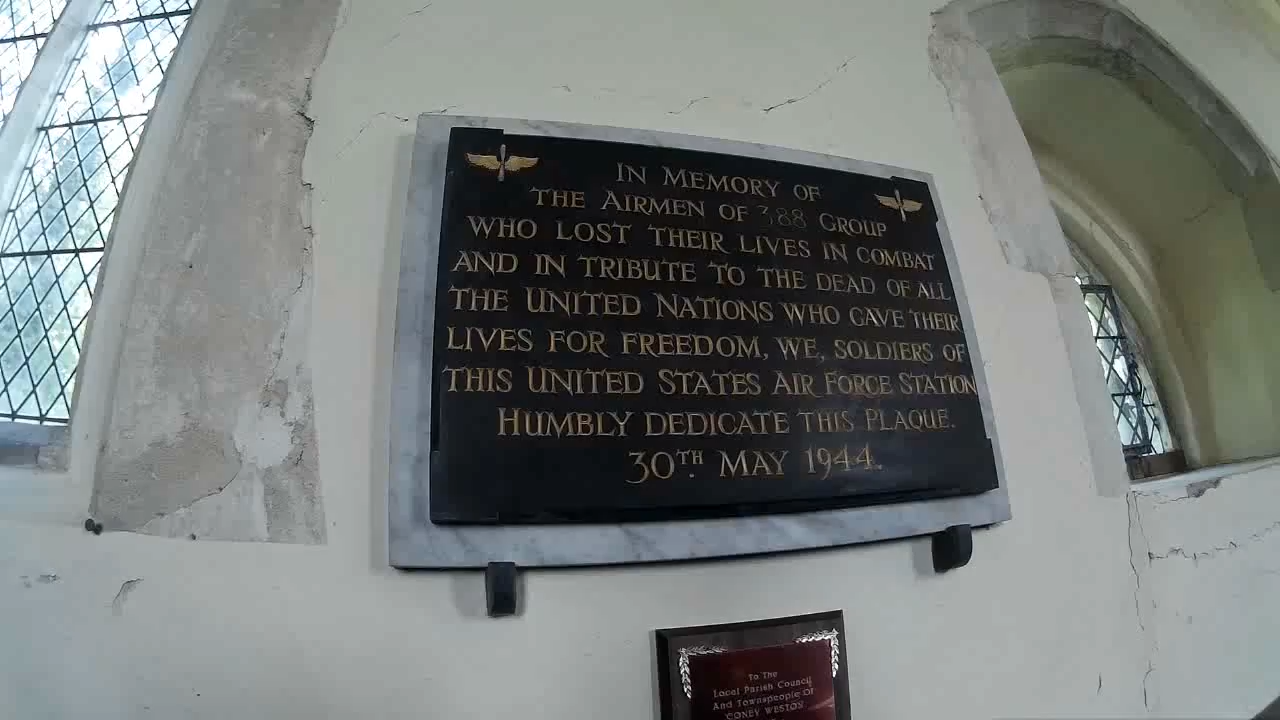 IN MEMORY OF
THE AIRMEN OF 388 GROUP
WHO LOST THEIR LIVES IN COMBAT
AND IN TRIBUTE TO THE DEAD OF ALL
THE UNITED NATIONS WHO GAVE THEIR
LIVES FOR FREEDOM, WE, SOLDIERS OF
THIS UNITED STATES AIR FORCE STATION
HUMBLY DEDICATE THIS PLAQUE.
30TH. MAY 1944.
To The
Local Parish Council
And Townspeople Of
CONEY WESTON